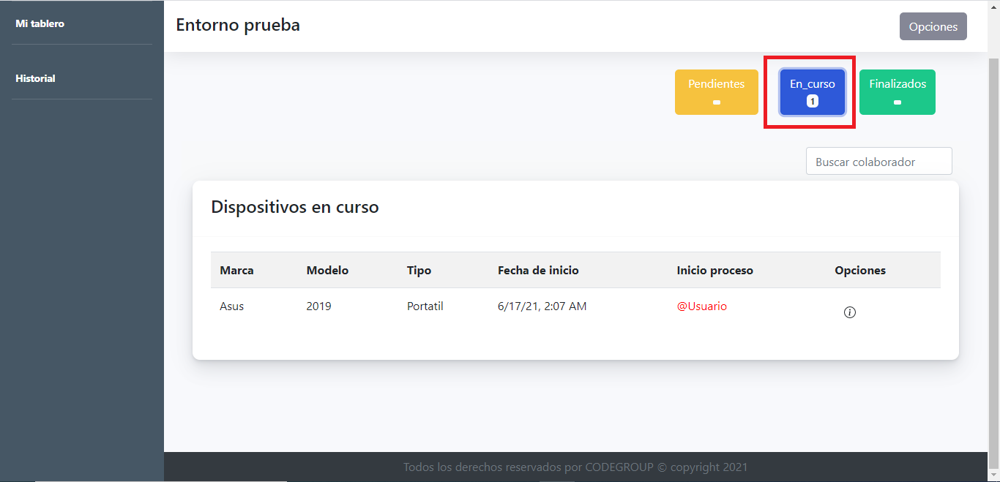 Mi tablero
Historial
Entorno prueba
Opciones
Pendientes
En_curso
1
Finalizados
Buscar colaborador
Dispositivos en curso
Marca Modelo Tipo Fecha de inicio Inicio proceso Opciones
Asus 2019 Portatil 6/17/21, 2:07 AM @Usuario
Todos los derechos reservados por CODEGROUP © copyright 2021